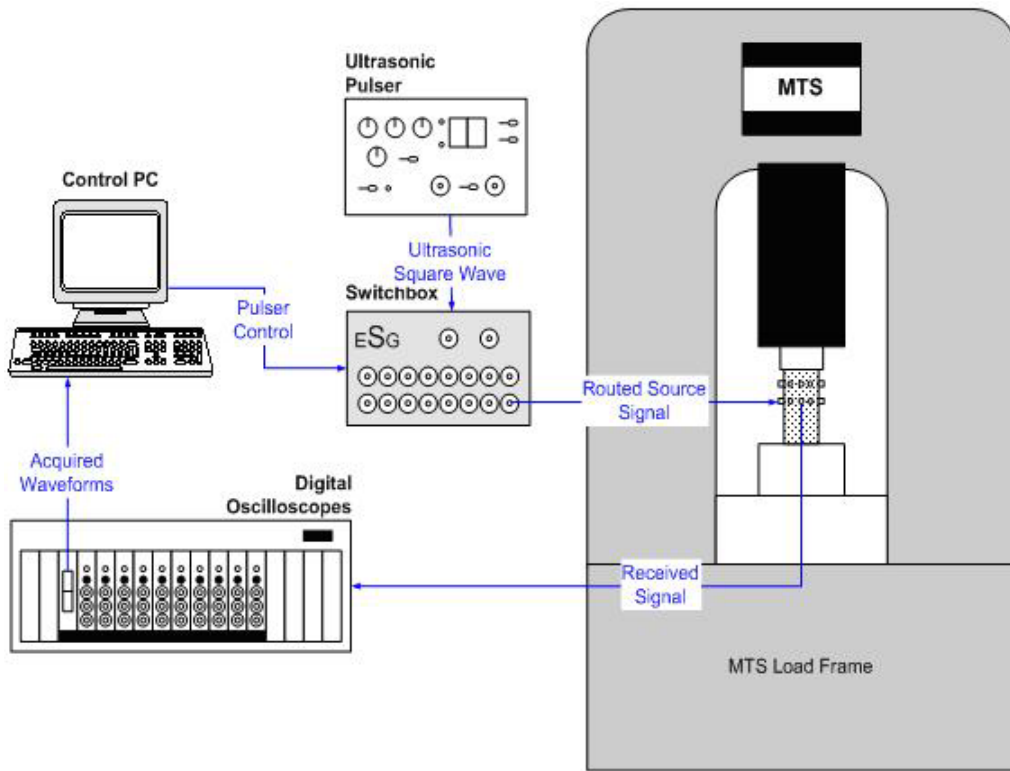 Ultrasonic
Pulser
MTS
Control PC
Ultrasonic
Square Wave
Switchbox
Pulser
Control
ESG
Routed Source
Signal
Acquired
Waveforms
Digital
Oscilloscopes
Received
Signal
MTS Load Frame